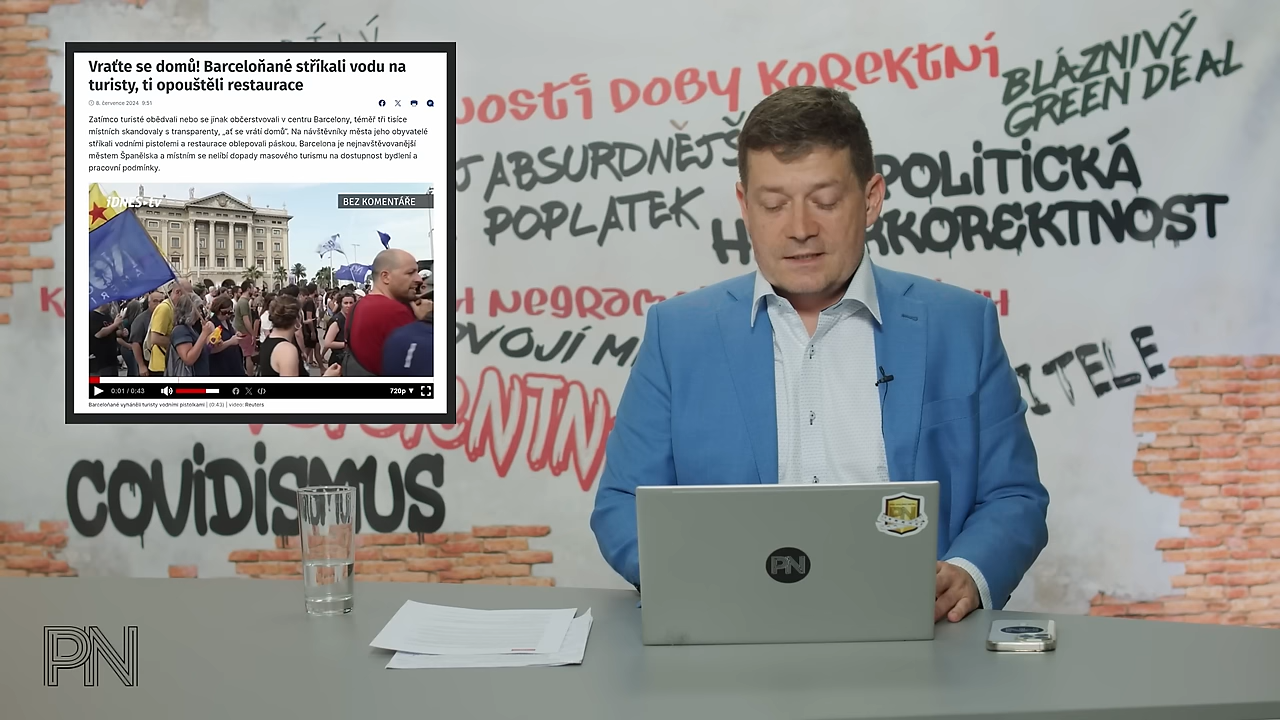 Vraťte se domů! Barceloňané stříkali vodu na
turisty, ti opouštěli restaurace
8. července 2024 9:51
Zatímco turisté obědvali nebo se jinak občerstvovali v centru Barcelony, téměř tři tisíce
místních skandovaly s transparenty, „ať se vrátí domů“. Na návštěvníky města jeho obyvatelé
stříkali vodními pistolemi a restaurace oblepovali páskou. Barcelona je nejnavštěvovanější
městem Španělska a místním se nelíbí dopady masového turismu na dostupnost bydlení a
pracovní podmínky.
iDNES-tv
BEZ KOMENTÁŘE
0:01 / 0:43
720p
Barceloňané vyháněli turisty vodními pistolkami | (0:43) | video: Reuters
DOBY KOREKTNÍ
BLÁZNIVÝ
GREEN DEAL
ABSURDNĚJŠ
POPLATEK
POLITICKÁ
KOREKTNOST
COVIDISMUS
PN
PN
PN